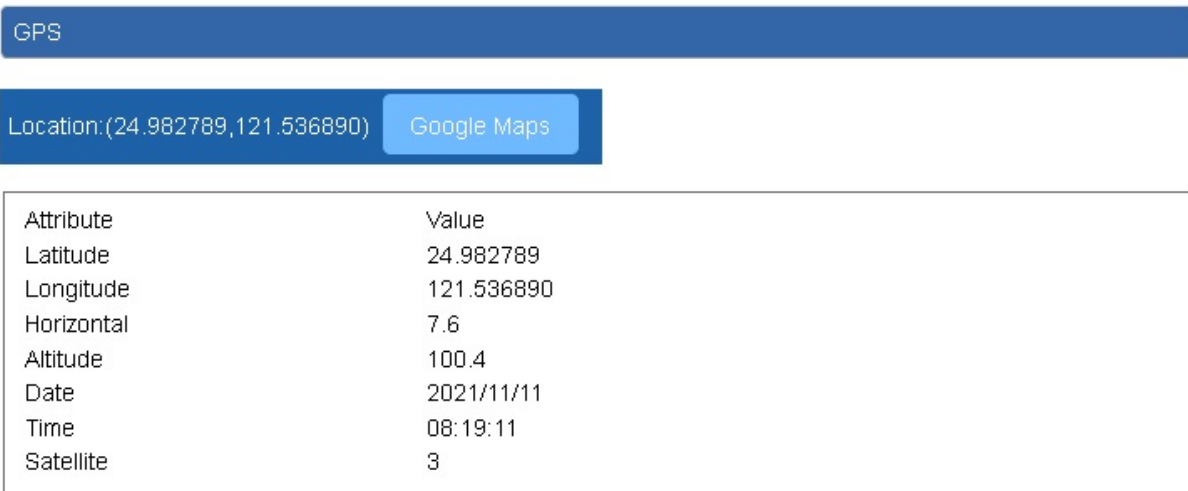 GPS
Location:(24.982789,121.536890) Google Maps
Attribute Value
Latitude 24.982789
Longitude 121.536890
Horizontal 7.6
Altitude 100.4
Date 2021/11/11
Time 08:19:11
Satellite 3